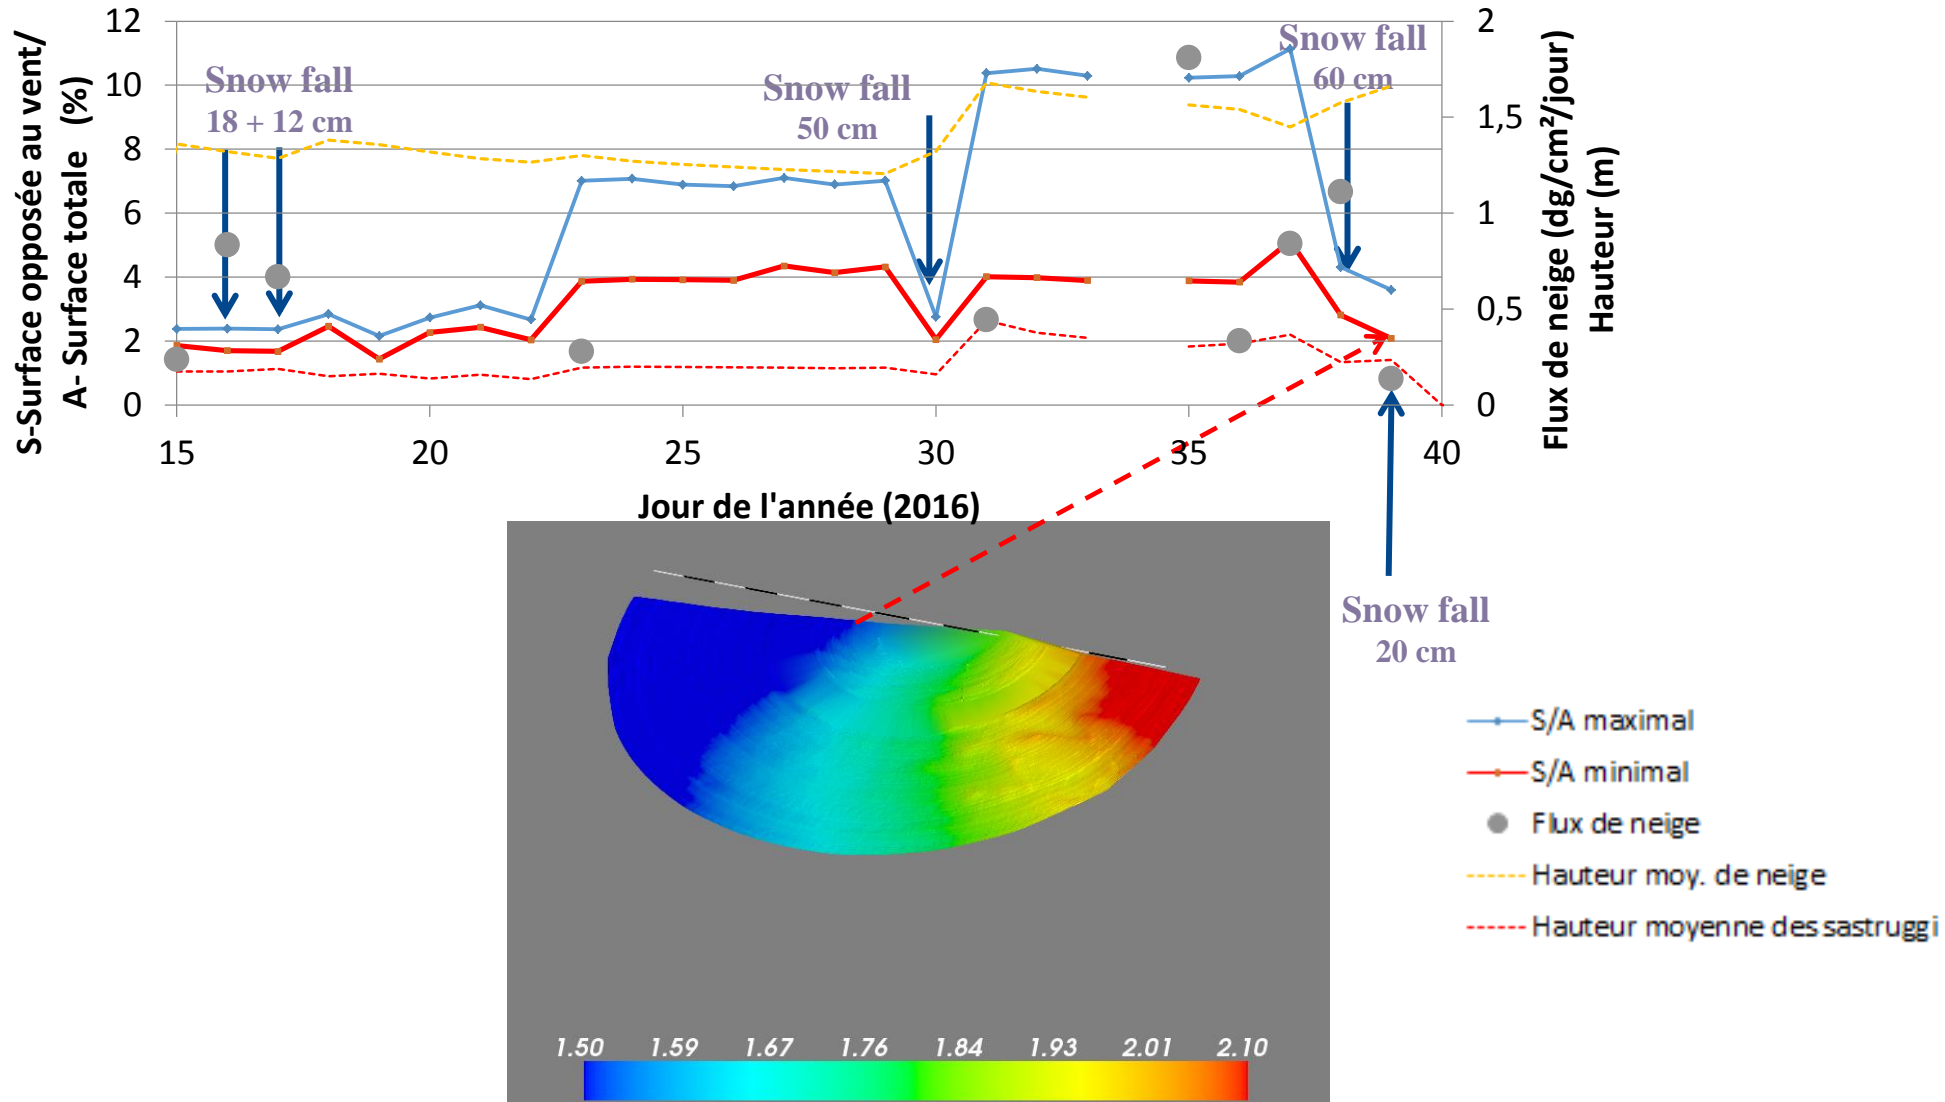 S-Surface opposée au vent/
A- Surface totale (%)
12
10
8
6
4
2
0
Snow fall
18 + 12 cm
Snow fall
50 cm
Snow fall
60 cm
2
1,5
1
0,5
0
Flux de neige (dg/cm²/jour)
Hauteur (m)
15
20
25
30
35
40
Jour de l'année (2016)
Snow fall
20 cm
S/A maximal
S/A minimal
Flux de neige
Hauteur moy. de neige
Hauteur moyenne des sastruggi
1.50
1.59
1.67
1.76
1.84
1.93
2.01
2.10